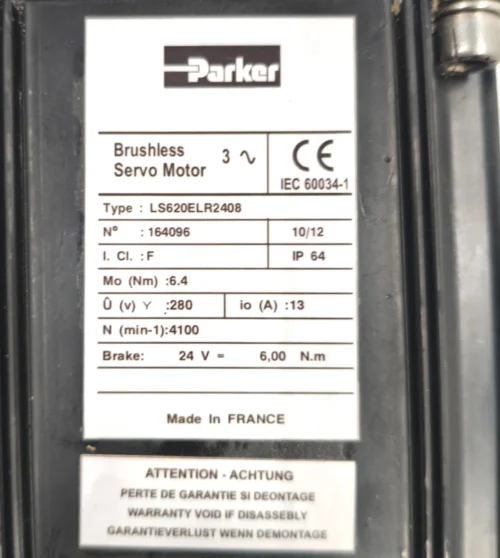 Parker
Brushless
Servo Motor 3 ∿ CE
IEC 60034-1
Type : LS620ELR2408
N° : 164096 10/12
I. Cl. : F IP 64
Mo (Nm) :6.4
Û (v) Y :280 io (A) :13
N (min-1):4100
Brake: 24 V = 6,00 N.m
Made In FRANCE
ATTENTION - ACHTUNG
PERTE DE GARANTIE SI DEONTAGE
WARRANTY VOID IF DISASSEBLY
GARANTIEVERLUST WENN DEMONTAGE